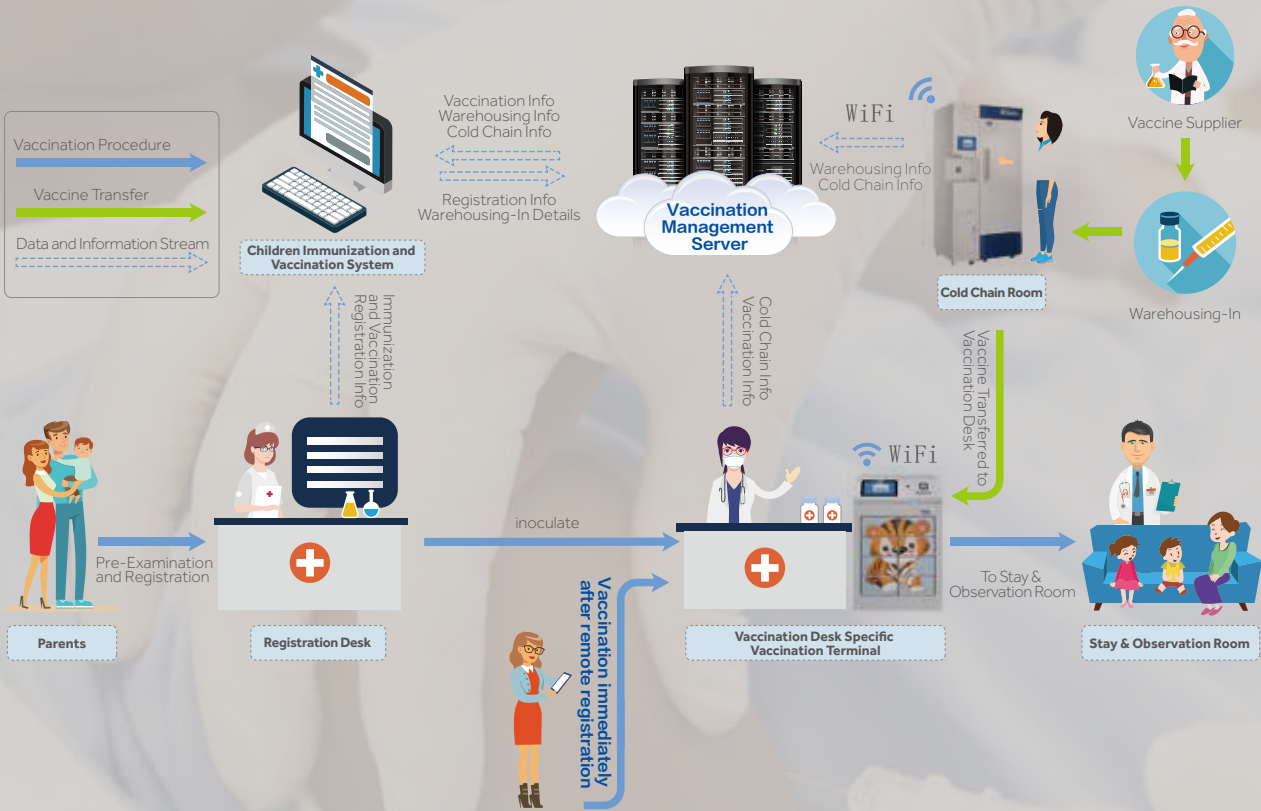 Vaccine Supplier
Vaccination Procedure
Vaccine Transfer
Data and Information Stream
Children Immunization and
Vaccination System
Vaccination Info
Warehousing Info
Cold Chain Info
Registration Info
Warehousing-In Details
Vaccination
Management
Server
WiFi
Warehousing Info
Cold Chain Info
Cold Chain Room
Warehousing-In
Immunization
and Vaccination
Registration Info
Cold Chain Info
Vaccination Info
Vaccine Transferred to
Vaccination Desk
WiFi
Pre-Examination
and Registration
inoculate
To Stay &
Observation Room
Parents
Registration Desk
Vaccination Desk Specific
Vaccination Terminal
Stay & Observation Room
Vaccination immediately
after remote registration